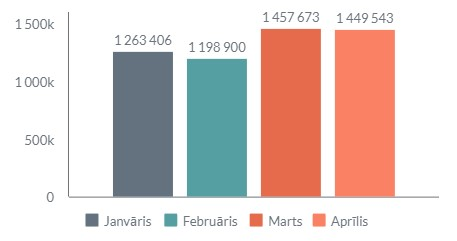 1 500k
1 000k
500k
0
1 263 406
1 198 900
1 457 673
1 449 543
Janvāris
Februāris
Marts
Aprīlis